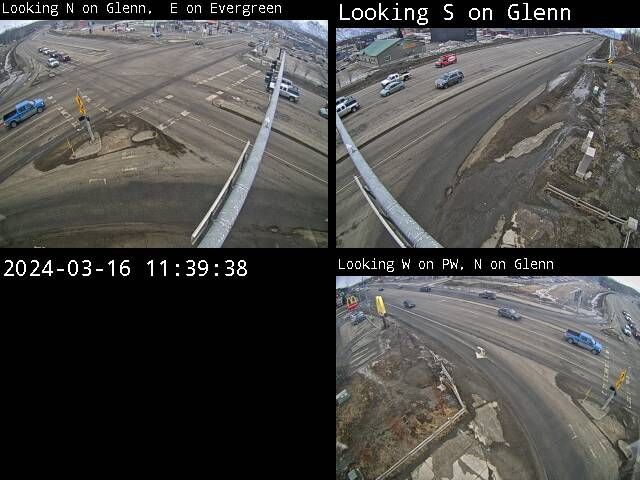 Looking N on Glenn,  E on Evergreen
Looking S on Glenn
2024-03-16 11:39:38
Looking W on PW, N on Glenn